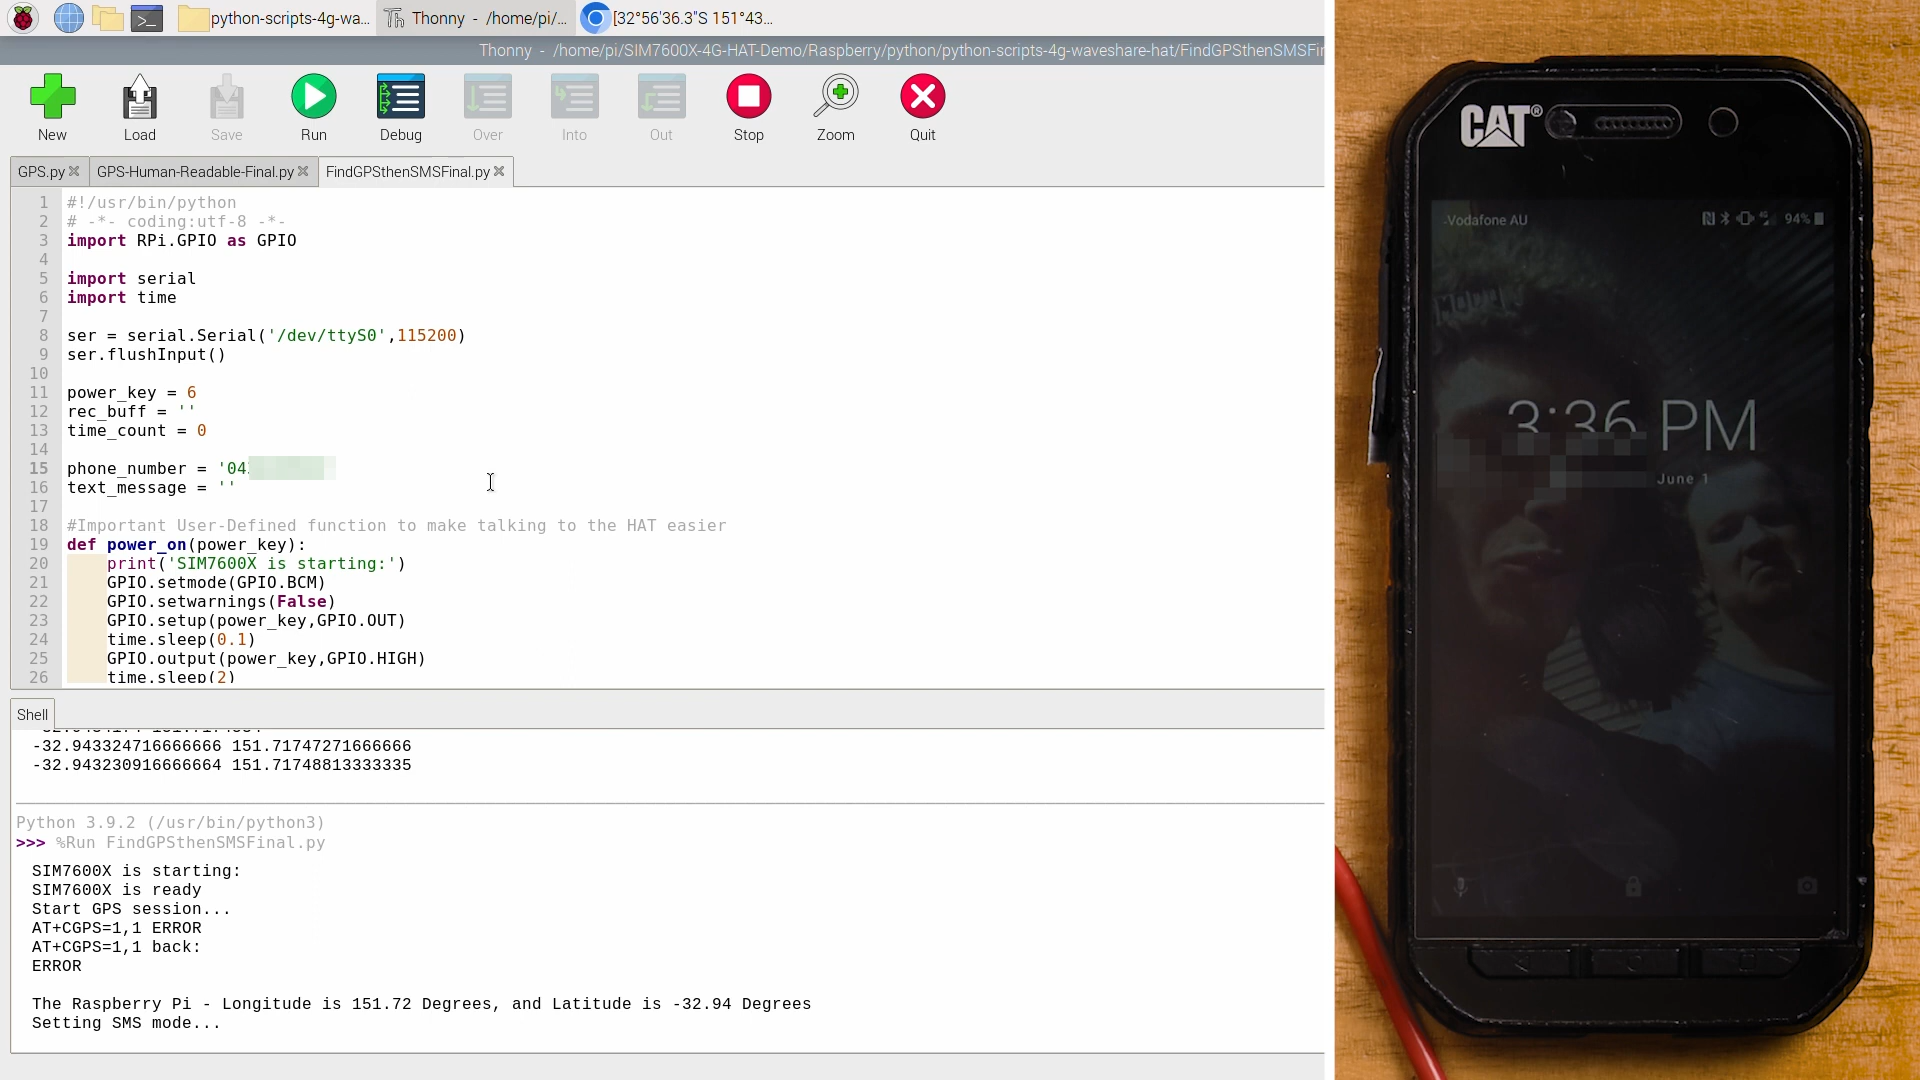 python-scripts-4g-wa...
Thonny - /home/pi/...
[32°56'36.3"S 151°43...
Thonny - /home/pi/SIM7600X-4G-HAT-Demo/Raspberry/python/python-scripts-4g-waveshare-hat/FindGPSthenSMSFi
New
Load
Save
Run
Debug
Over
Into
Out
Stop
Zoom
Quit
GPS.py
GPS-Human-Readable-Final.py
FindGPSthenSMSFinal.py
1 #!/usr/bin/python
2 # -*- coding:utf-8 -*-
3 import RPi.GPIO as GPIO
4
5 import serial
6 import time
7
8 ser = serial.Serial('/dev/ttyS0',115200)
9 ser.flushInput()
10
11 power_key = 6
12 rec_buff = ''
13 time_count = 0
14
15 phone_number = '04
16 text_message = ''
17
18 #Important User-Defined function to make talking to the HAT easier
19 def power_on(power_key):
20 print('SIM7600X is starting:')
21 GPIO.setmode(GPIO.BCM)
22 GPIO.setwarnings(False)
23 GPIO.setup(power_key,GPIO.OUT)
24 time.sleep(0.1)
25 GPIO.output(power_key,GPIO.HIGH)
26 time.sleep(2)
Shell
-32.943324716666666 151.71747271666666
-32.943230916666664 151.71748813333335
Python 3.9.2 (/usr/bin/python3)
>>> %Run FindGPSthenSMSFinal.py
SIM7600X is starting:
SIM7600X is ready
Start GPS session...
AT+CGPS=1,1 ERROR
AT+CGPS=1,1 back:
ERROR
The Raspberry Pi - Longitude is 151.72 Degrees, and Latitude is -32.94 Degrees
Setting SMS mode...
CAT®
Vodafone AU
94%
3:36 PM
June 1